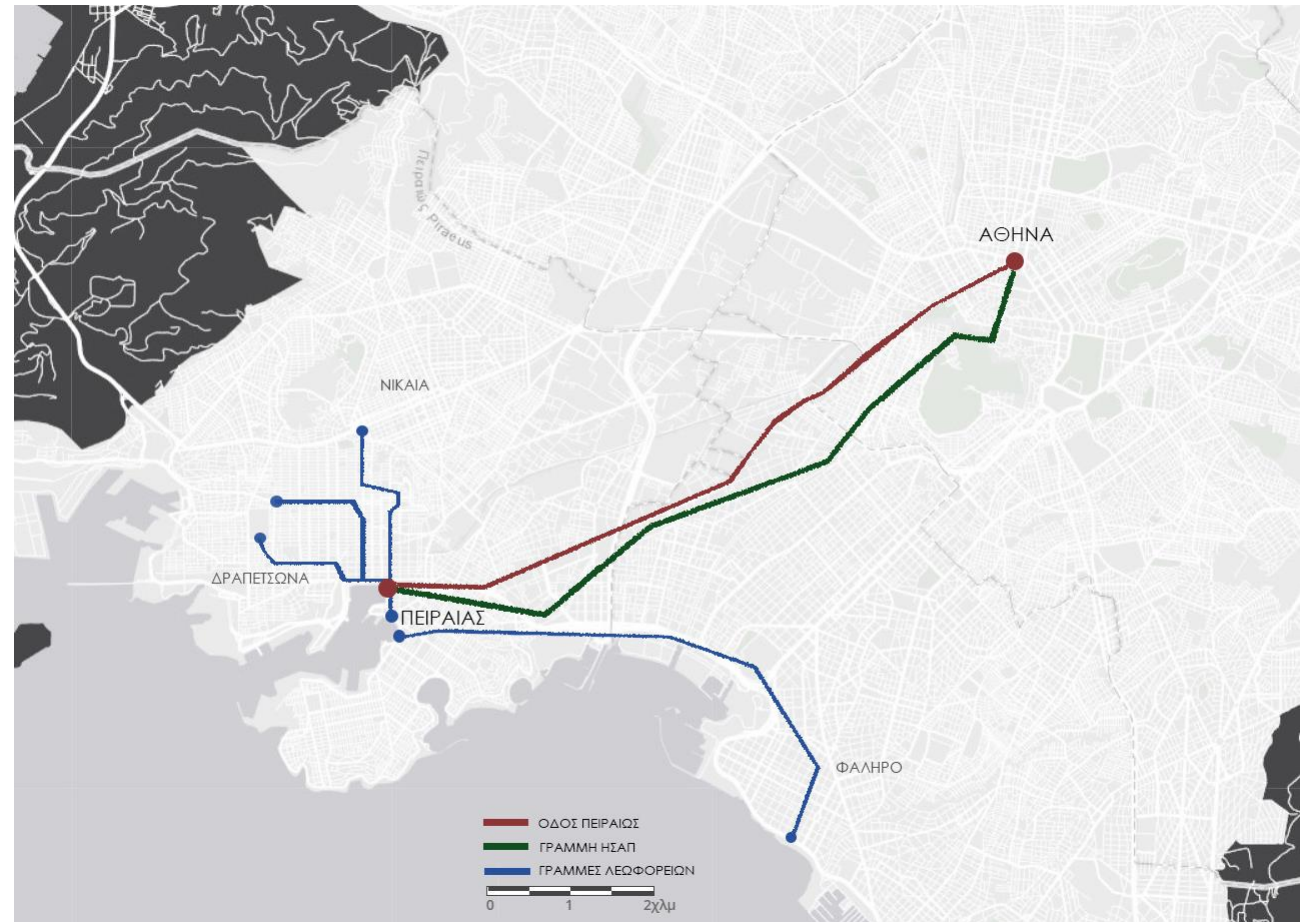 Πειραιώς Piraeus
ΑΘΗΝΑ
ΝΙΚΑΙΑ
ΔΡΑΠΕΤΣΩΝΑ
ΠΕΙΡΑΙΑΣ
ΦΑΛΗΡΟ
ΟΔΟΣ ΠΕΙΡΑΙΩΣ
ΓΡΑΜΜΗ ΗΣΑΠ
ΓΡΑΜΜΕΣ ΛΕΩΦΟΡΕΙΩΝ
0 1 2χλμ